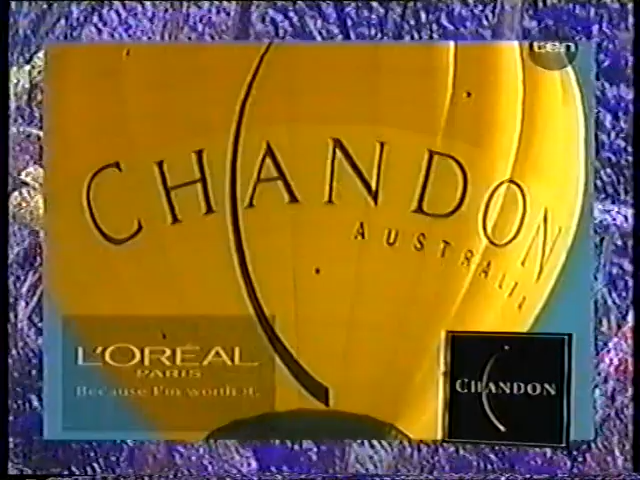 ten
CHANDON
AUSTRALIA
L'ORÉAL
PARIS
Because I'm worth it.
CHANDON